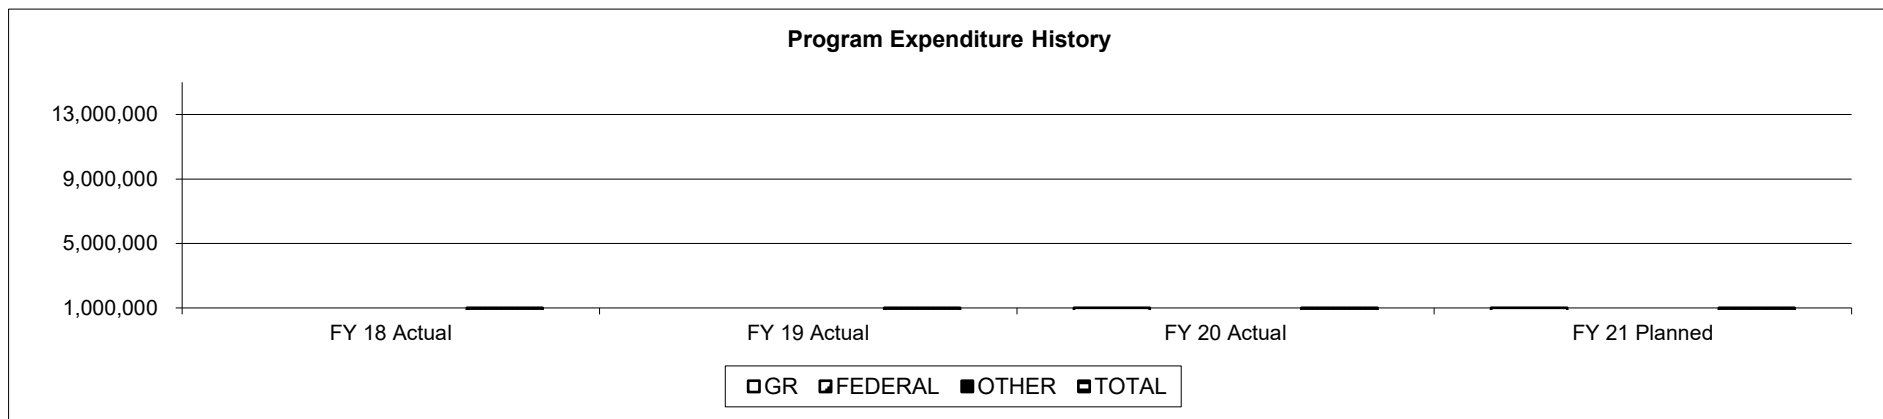 Program Expenditure History
13,000,000
9,000,000
5,000,000
1,000,000
FY 18 Actual FY 19 Actual FY 20 Actual FY 21 Planned
GR FEDERAL OTHER TOTAL